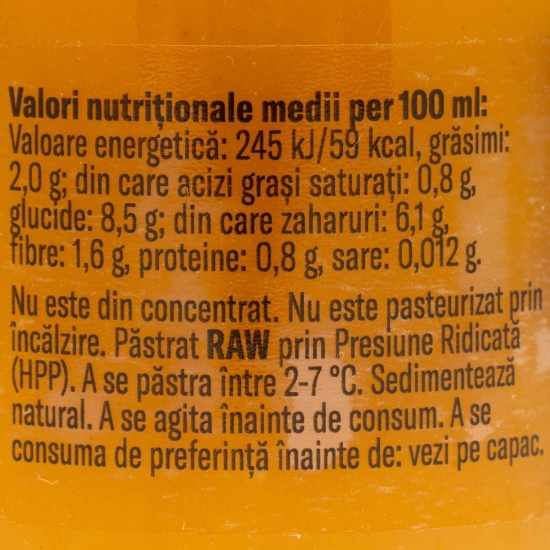 Valori nutriționale medii per 100 ml:
Valoare energetică: 245 kJ/59 kcal, grăsimi:
2,0 g; din care acizi grași saturați: 0,8 g,
glucide: 8,5 g; din care zaharuri: 6,1 g,
fibre: 1,6 g, proteine: 0,8 g, sare: 0,012 g.
Nu este din concentrat. Nu este pasteurizat prin
încălzire. Păstrat RAW prin Presiune Ridicată
(HPP). A se păstra între 2-7 °C. Sedimentează
natural. A se agita înainte de consum. A se
consuma de preferință înainte de: vezi pe capac.